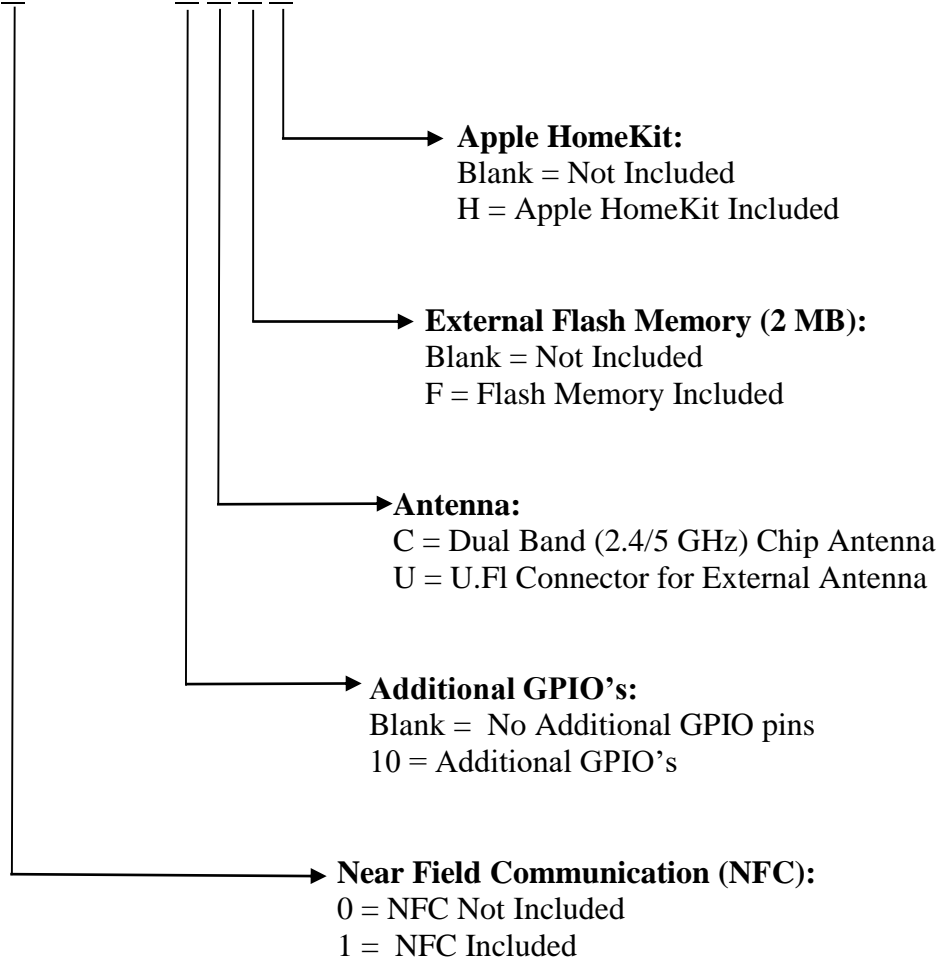 Apple HomeKit:
Blank = Not Included
H = Apple HomeKit Included
External Flash Memory (2 MB):
Blank = Not Included
F = Flash Memory Included
Antenna:
C = Dual Band (2.4/5 GHz) Chip Antenna
U = U.Fl Connector for External Antenna
Additional GPIO’s:
Blank =  No Additional GPIO pins
10 = Additional GPIO’s
Near Field Communication (NFC):
0 = NFC Not Included
1 =  NFC Included